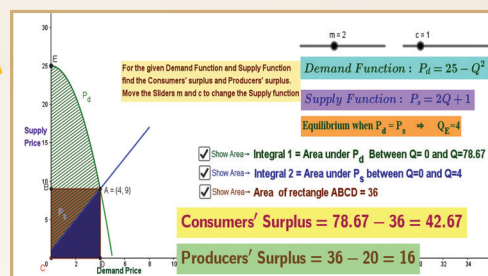 m = 2
c = 1
For the given Demand Function and Supply Function
find the Consumers' surplus and Producers' surplus.
Move the Sliders m and c to change the Supply function
Demand Function : P_d = 25 − Q²
Supply Function : P_s = 2Q + 1
Equilibrium when P_d = P_s ⇒ Q_E=4
Show Area→ Integral 1 = Area under P_d Between Q= 0 and Q=78.67
Show Area→ Integral 2 = Area under P_s between Q=0 and Q=4
Show Area→ Area of rectangle ABCD = 36
Consumers' Surplus = 78.67 − 36 = 42.67
Producers' Surplus = 36 − 20 = 16
30
E
25
P_d
20
Supply
Price
15
10
B
A = (4, 9)
5
P_s
C
0
2
D
Demand Price
8
10
0
32
34